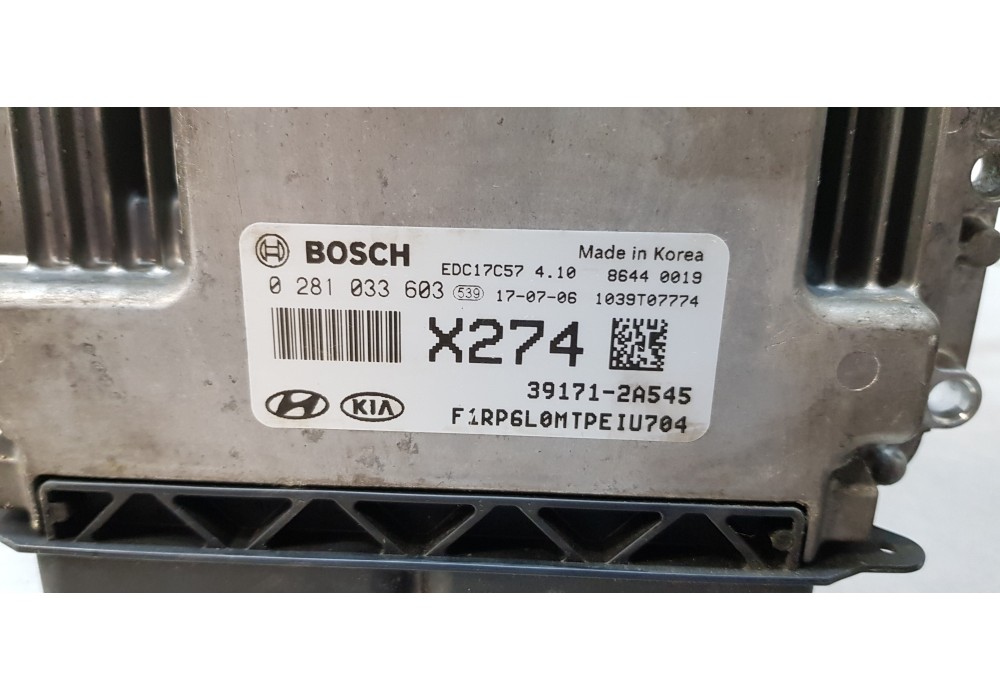 BOSCH Made in Korea
EDC17C57 4.10 8644 0019
0 281 033 603 539 17-07-06 1039T07774
X274
39171-2A545
KIA
F1RP6L0MTPEIU704